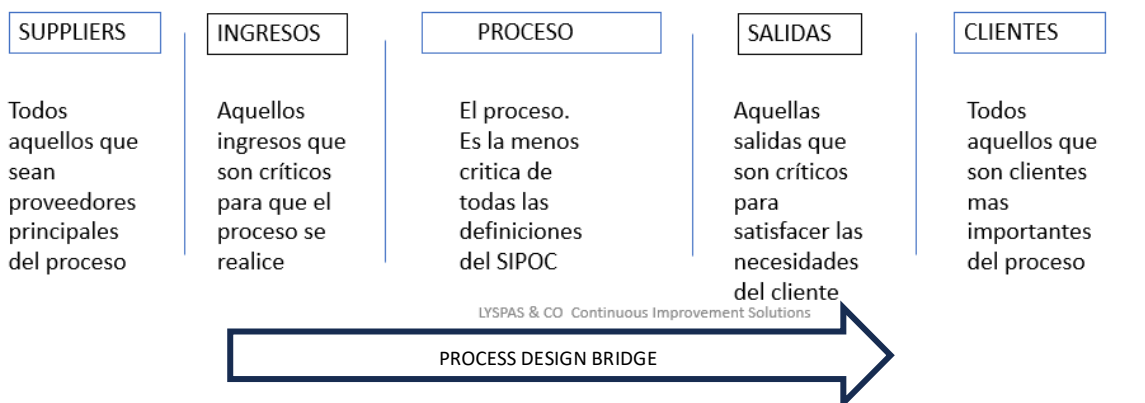 SUPPLIERS
INGRESOS
PROCESO
SALIDAS
CLIENTES
Todos
aquellos que
sean
proveedores
principales
del proceso
Aquellos
ingresos que
son críticos
para que el
proceso se
realice
El proceso.
Es la menos
critica de
todas las
definiciones
del SIPOC
Aquellas
salidas que
son críticos
para
satisfacer las
necesidades
del cliente
Todos
aquellos que
son clientes
mas
importantes
del proceso
LYSPAS & CO Continuous Improvement Solutions
PROCESS DESIGN BRIDGE